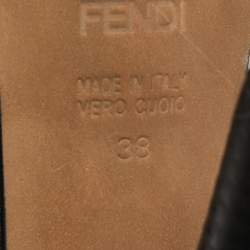 FENDI
MADE IN ITALY
VERO CUOIO
38